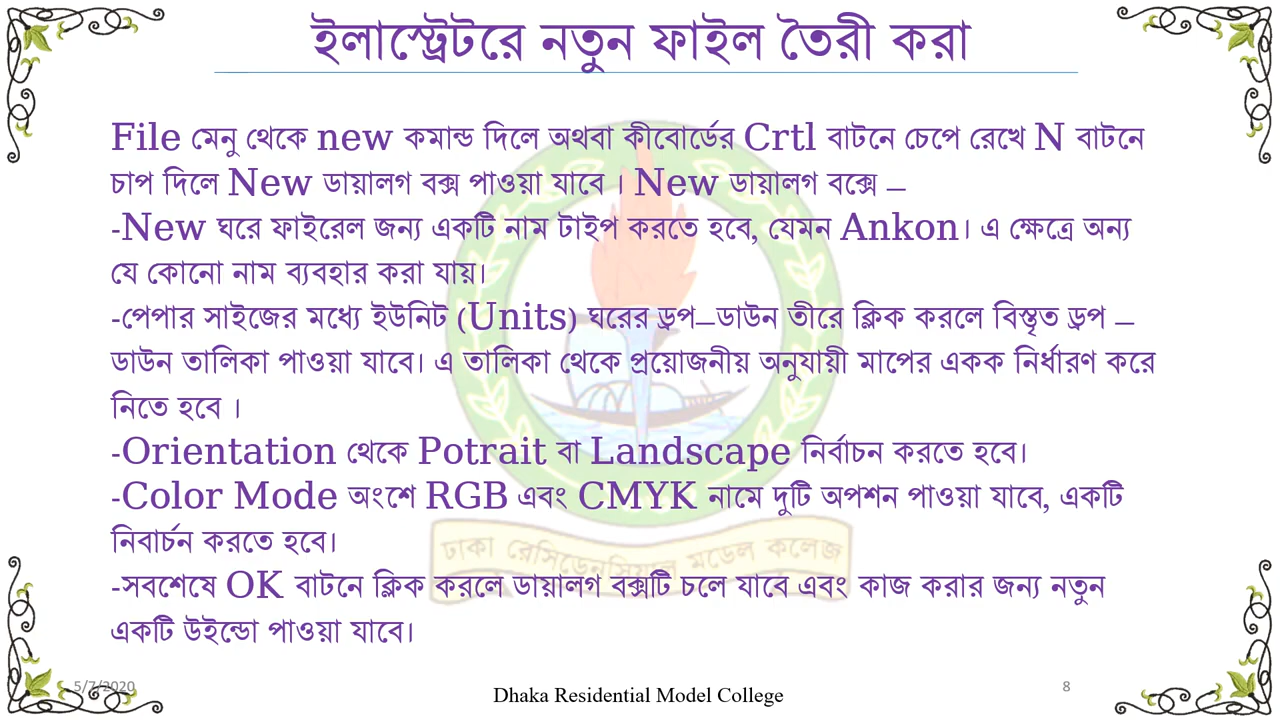 ইলাস্ট্রেটরে নতুন ফাইল তৈরী করা
File মেনু থেকে new কমান্ড দিলে অথবা কীবোর্ডের Crtl বাটনে চেপে রেখে N বাটনে
চাপ দিলে New ডায়ালগ বক্স পাওয়া যাবে । New ডায়ালগ বক্সে –
-New ঘরে ফাইরেল জন্য একটি নাম টাইপ করতে হবে, যেমন Ankon। এ ক্ষেত্রে অন্য
যে কোনো নাম ব্যবহার করা যায়।
-পেপার সাইজের মধ্যে ইউনিট (Units) ঘরের ড্রপ–ডাউন তীরে ক্লিক করলে বিস্তৃত ড্রপ –
ডাউন তালিকা পাওয়া যাবে। এ তালিকা থেকে প্রয়োজনীয় অনুযায়ী মাপের একক নির্ধারণ করে
নিতে হবে ।
-Orientation থেকে Potrait বা Landscape নির্বাচন করতে হবে।
-Color Mode অংশে RGB এবং CMYK নামে দুটি অপশন পাওয়া যাবে, একটি
নিবার্চন করতে হবে।
ঢাকা রেসিডেনসিয়াল মডেল কলেজ
-সবশেষে OK বাটনে ক্লিক করলে ডায়ালগ বক্সটি চলে যাবে এবং কাজ করার জন্য নতুন
একটি উইন্ডো পাওয়া যাবে।
5/7/2020
Dhaka Residential Model College
8